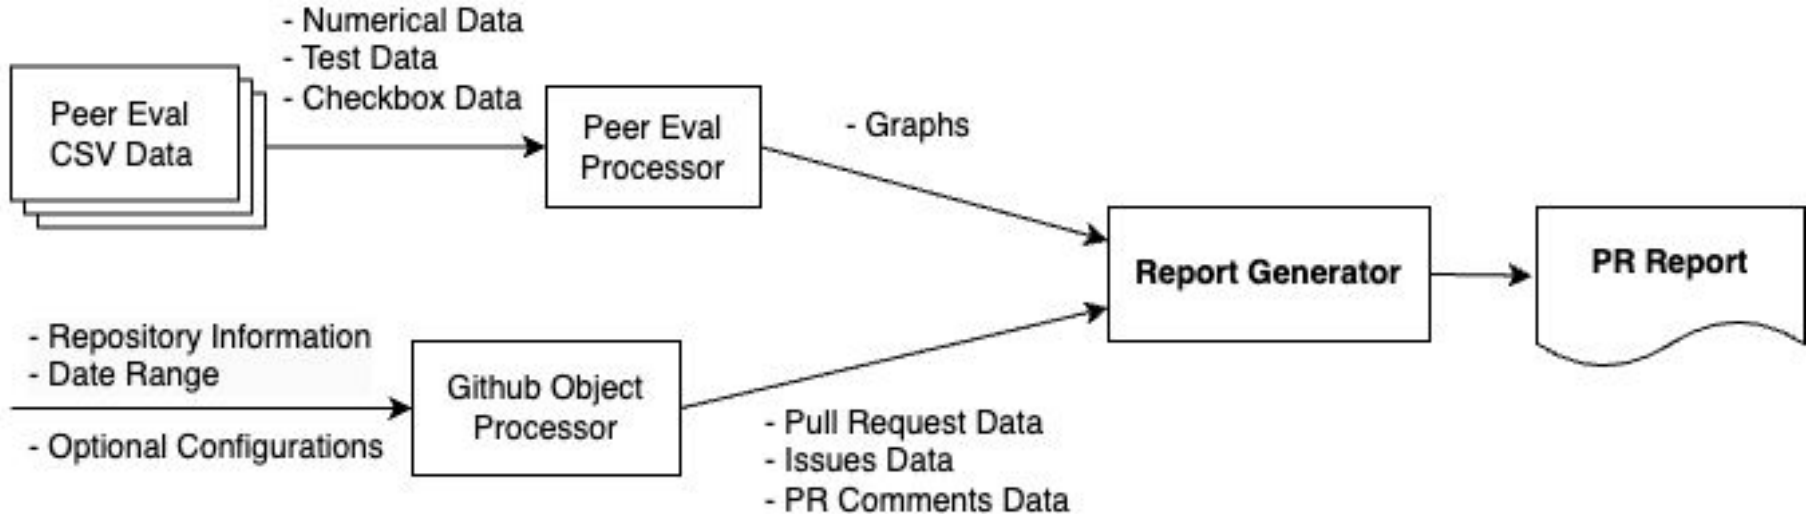 - Numerical Data
- Test Data
- Checkbox Data
Peer Eval
CSV Data
Peer Eval
Processor
- Graphs
Report Generator
PR Report
- Repository Information
- Date Range
- Optional Configurations
Github Object
Processor
- Pull Request Data
- Issues Data
- PR Comments Data